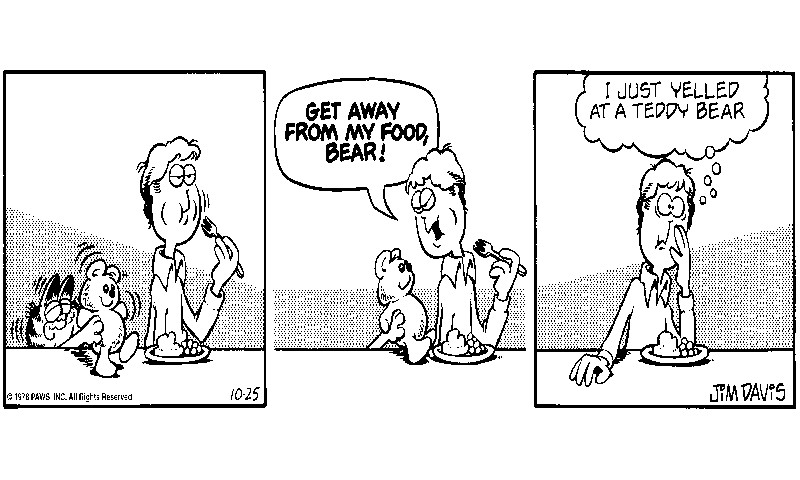 GET AWAY
FROM MY FOOD,
BEAR!
I JUST YELLED
AT A TEDDY BEAR
© 1978 PAWS, INC. All Rights Reserved.
10-25
JIM DAVIS